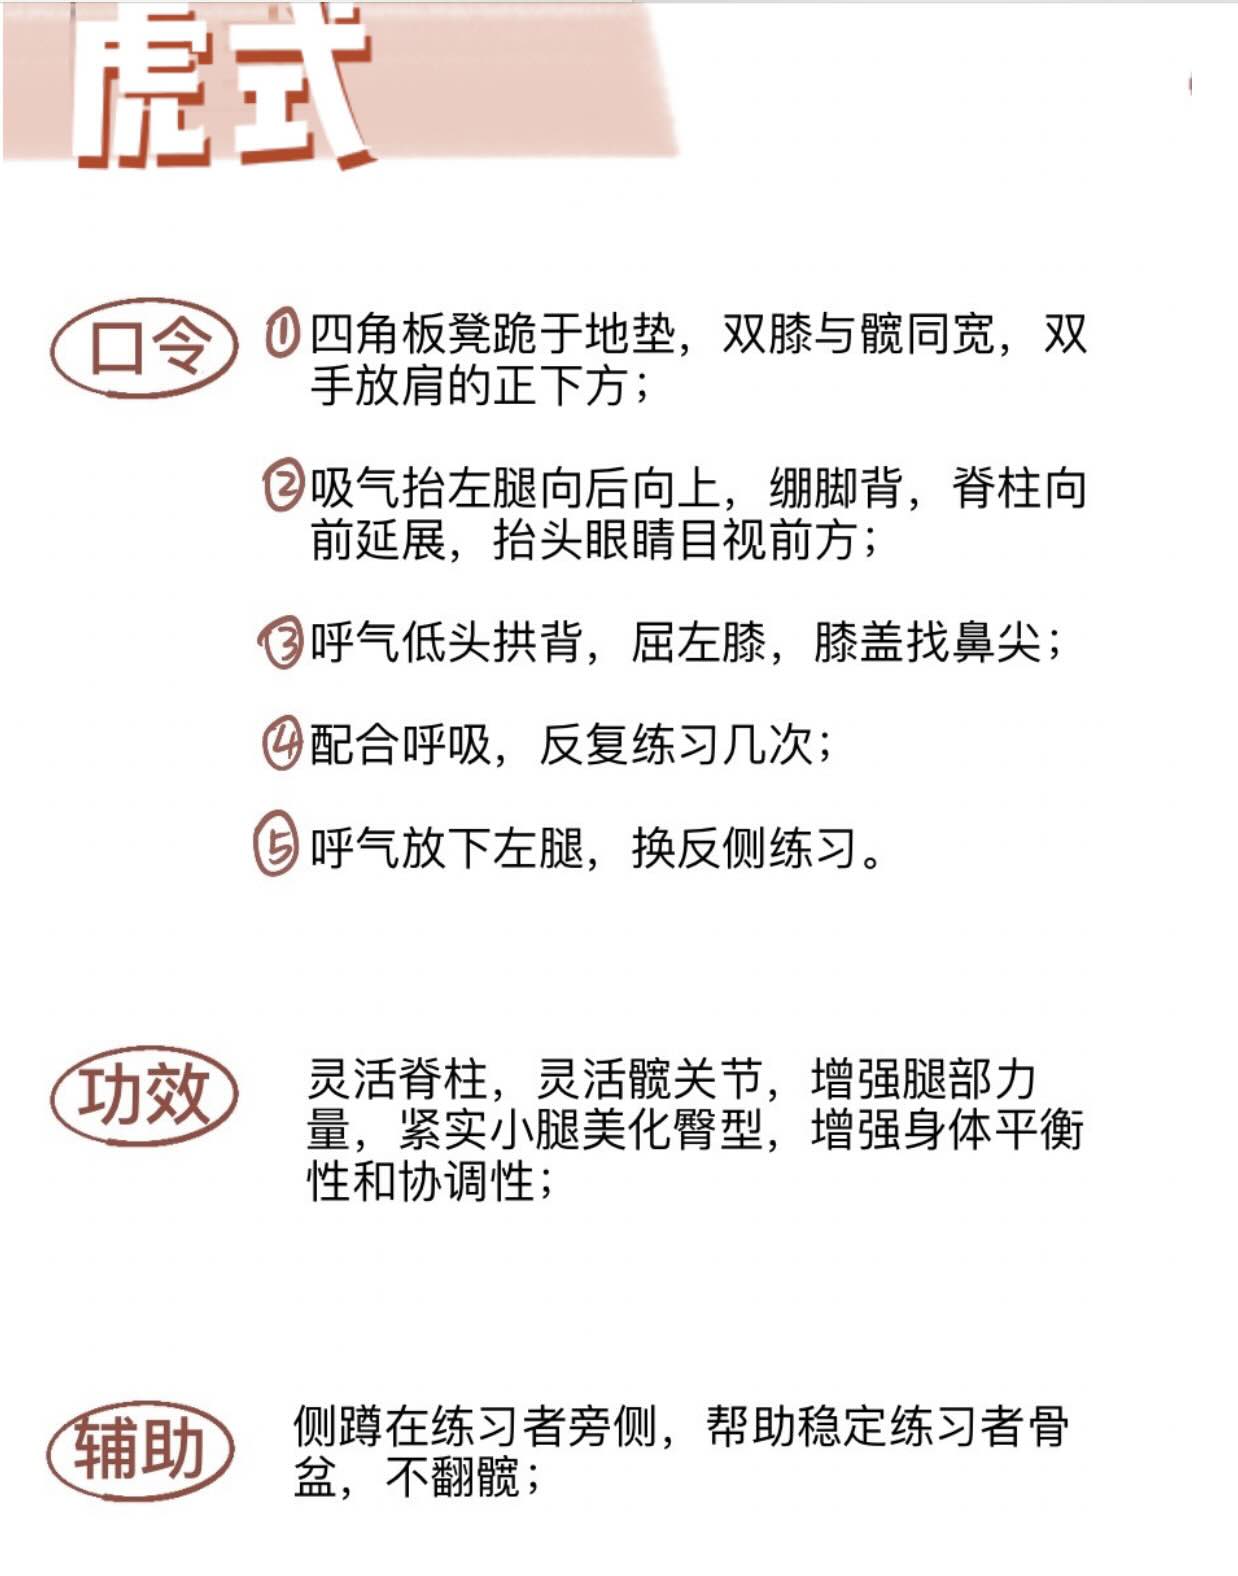 虎式
口令
①四角板凳跪于地垫，双膝与髋同宽，双
手放肩的正下方；
②吸气抬左腿向后向上，绷脚背，脊柱向
前延展，抬头眼睛目视前方；
③呼气低头拱背，屈左膝，膝盖找鼻尖；
④配合呼吸，反复练习几次；
⑤呼气放下左腿，换反侧练习。
功效
灵活脊柱，灵活髋关节，增强腿部力
量，紧实小腿美化臀型，增强身体平衡
性和协调性；
辅助
侧蹲在练习者旁侧，帮助稳定练习者骨
盆，不翻髋；